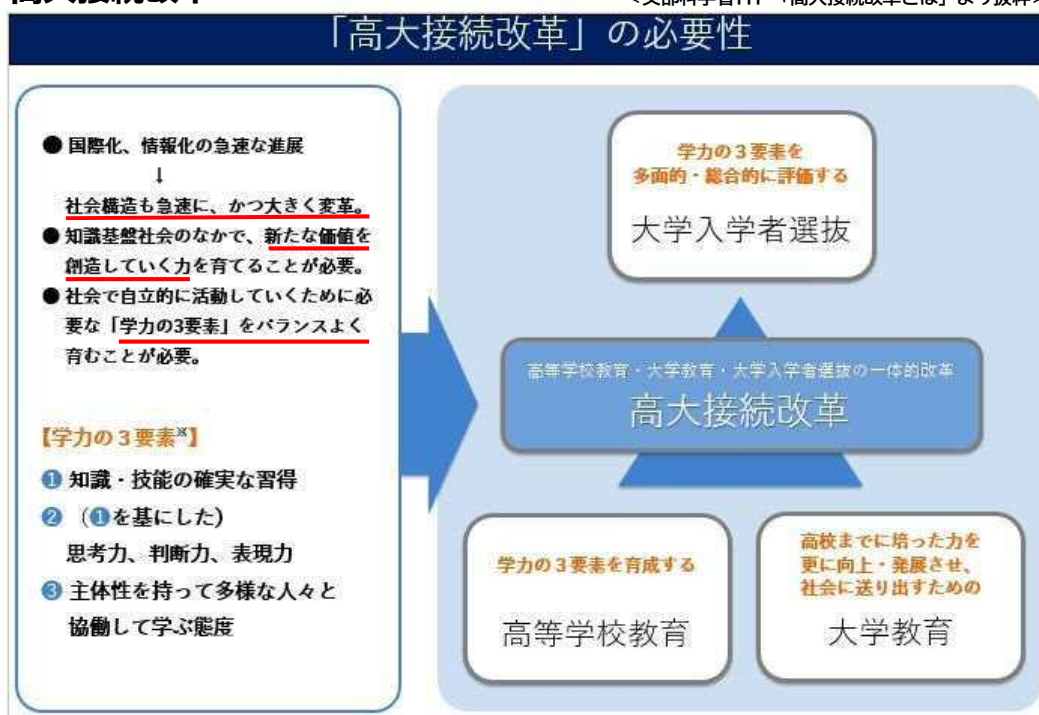 「高大接続改革」の必要性
● 国際化、情報化の急速な進展
↓
社会構造も急速に、かつ大きく変革。
● 知識基盤社会のなかで、新たな価値を
創造していく力を育てることが必要。
● 社会で自立的に活動していくために必
要な「学力の3要素」をバランスよく
育むことが必要。
【学力の3要素※】
❶ 知識・技能の確実な習得
❷ (❶を基にした)
思考力、判断力、表現力
❸ 主体性を持って多様な人々と
協働して学ぶ態度
学力の3要素を
多面的・総合的に評価する
大学入学者選抜
高等学校教育・大学教育・大学入学者選抜の一体的改革
高大接続改革
学力の3要素を育成する
高等学校教育
高校までに培った力を
更に向上・発展させ、
社会に送り出すための
大学教育